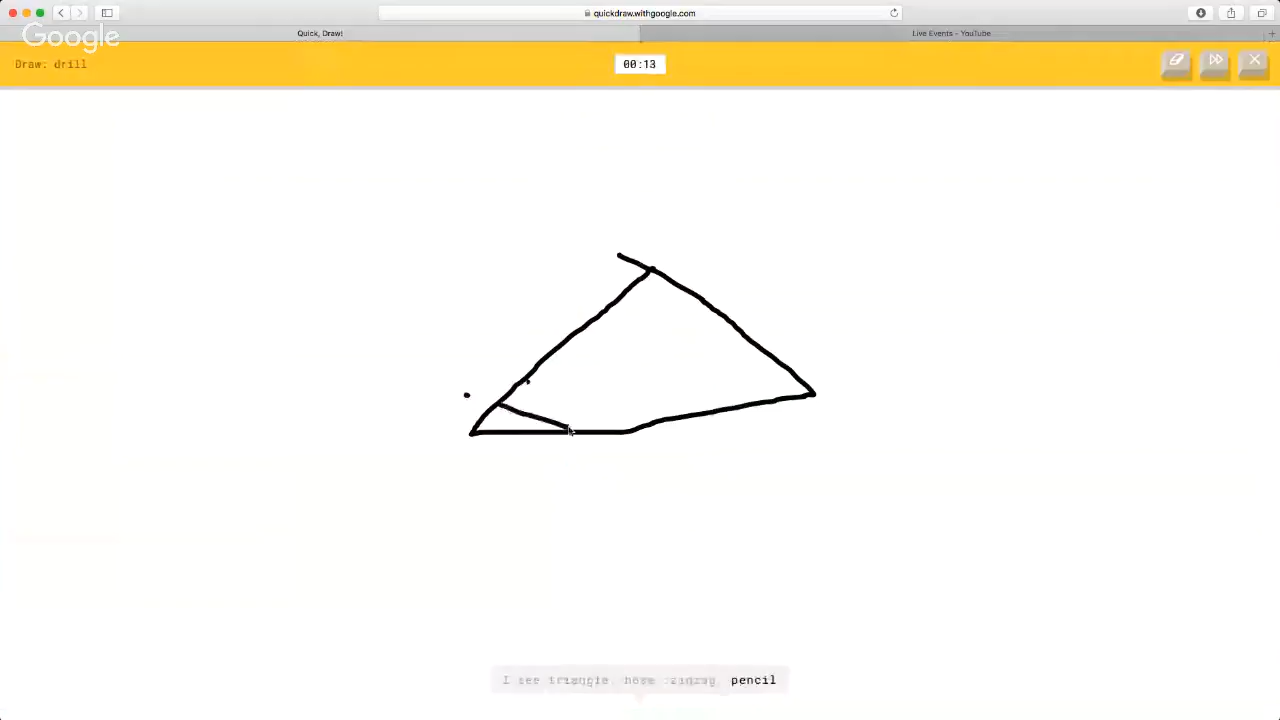 quickdraw.withgoogle.com
Quick, Draw!
Live Events - YouTube
Google
Draw: drill
00:13
I see triangle, hose, zigzag, pencil